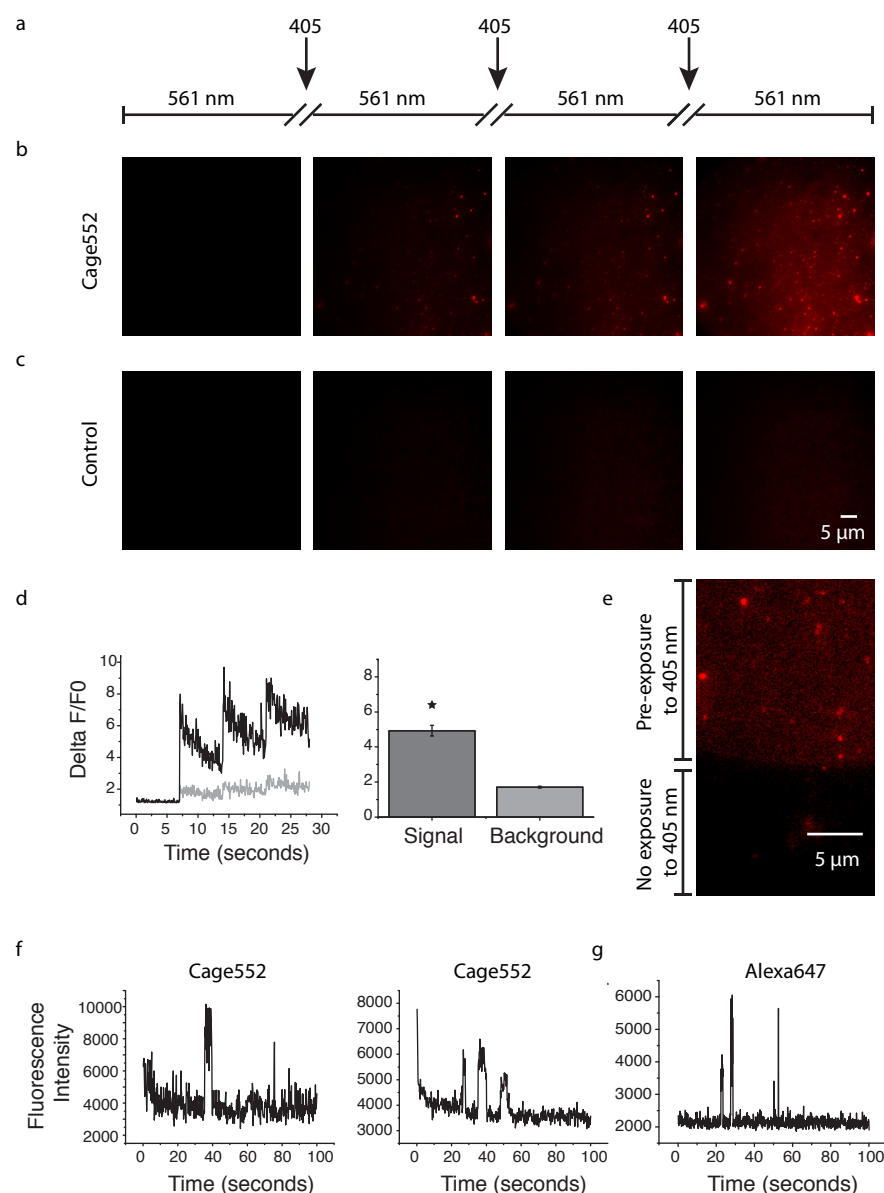 a
405 405 405
561 nm 561 nm 561 nm 561 nm
b
Cage552
c
Control
5 µm
d
Delta F/F0
10
8
6
4
2
0 5 10 15 20 25 30
Time (seconds)
8
6
4
2
0
★
Signal Background
e
Pre-exposure
to 405 nm
No exposure
to 405 nm
5 µm
f
Cage552
Fluorescence
Intensity
10000
8000
6000
4000
2000
0 20 40 60 80 100
Time (seconds)
Cage552
8000
7000
6000
5000
4000
3000
0 20 40 60 80 100
Time (seconds)
g
Alexa647
6000
5000
4000
3000
2000
0 20 40 60 80 100
Time (seconds)